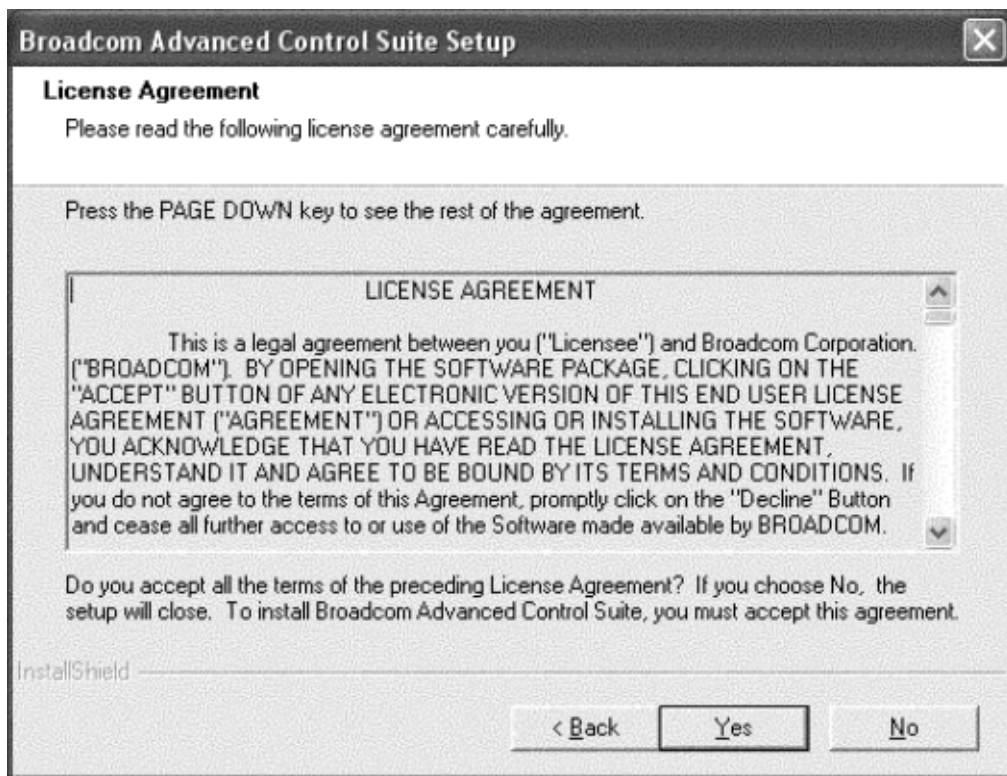 Broadcom Advanced Control Suite Setup
License Agreement
Please read the following license agreement carefully.
Press the PAGE DOWN key to see the rest of the agreement.
LICENSE AGREEMENT
This is a legal agreement between you ("Licensee") and Broadcom Corporation.
("BROADCOM").  BY OPENING THE SOFTWARE PACKAGE, CLICKING ON THE
"ACCEPT" BUTTON OF ANY ELECTRONIC VERSION OF THIS END USER LICENSE
AGREEMENT ("AGREEMENT") OR ACCESSING OR INSTALLING THE SOFTWARE,
YOU ACKNOWLEDGE THAT YOU HAVE READ THE LICENSE AGREEMENT,
UNDERSTAND IT AND AGREE TO BE BOUND BY ITS TERMS AND CONDITIONS.  If
you do not agree to the terms of this Agreement, promptly click on the "Decline" Button
and cease all further access to or use of the Software made available by BROADCOM.
Do you accept all the terms of the preceding License Agreement?  If you choose No,  the
setup will close.  To install Broadcom Advanced Control Suite, you must accept this agreement.
InstallShield
< Back Yes No